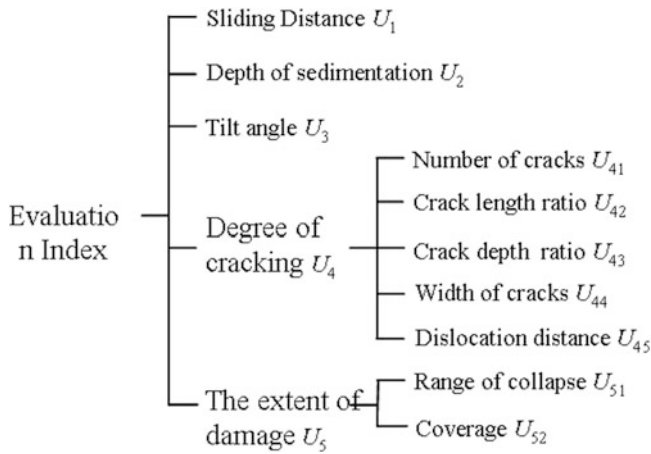 Sliding Distance U₁
Depth of sedimentation U₂
Tilt angle U₃
Evaluatio
n Index
Degree of
cracking U₄
Number of cracks U₄₁
Crack length ratio U₄₂
Crack depth ratio U₄₃
Width of cracks U₄₄
Dislocation distance U₄₅
The extent of
damage U₅
Range of collapse U₅₁
Coverage U₅₂